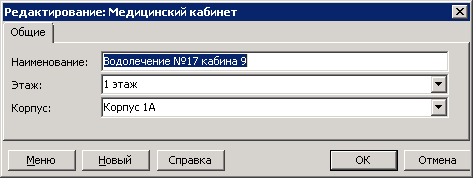 Редактирование: Медицинский кабинет
Общие
Наименование: Водолечение №17 кабина 9
Этаж: 1 этаж
Корпус: Корпус 1А
Меню Новый Справка ОК Отмена